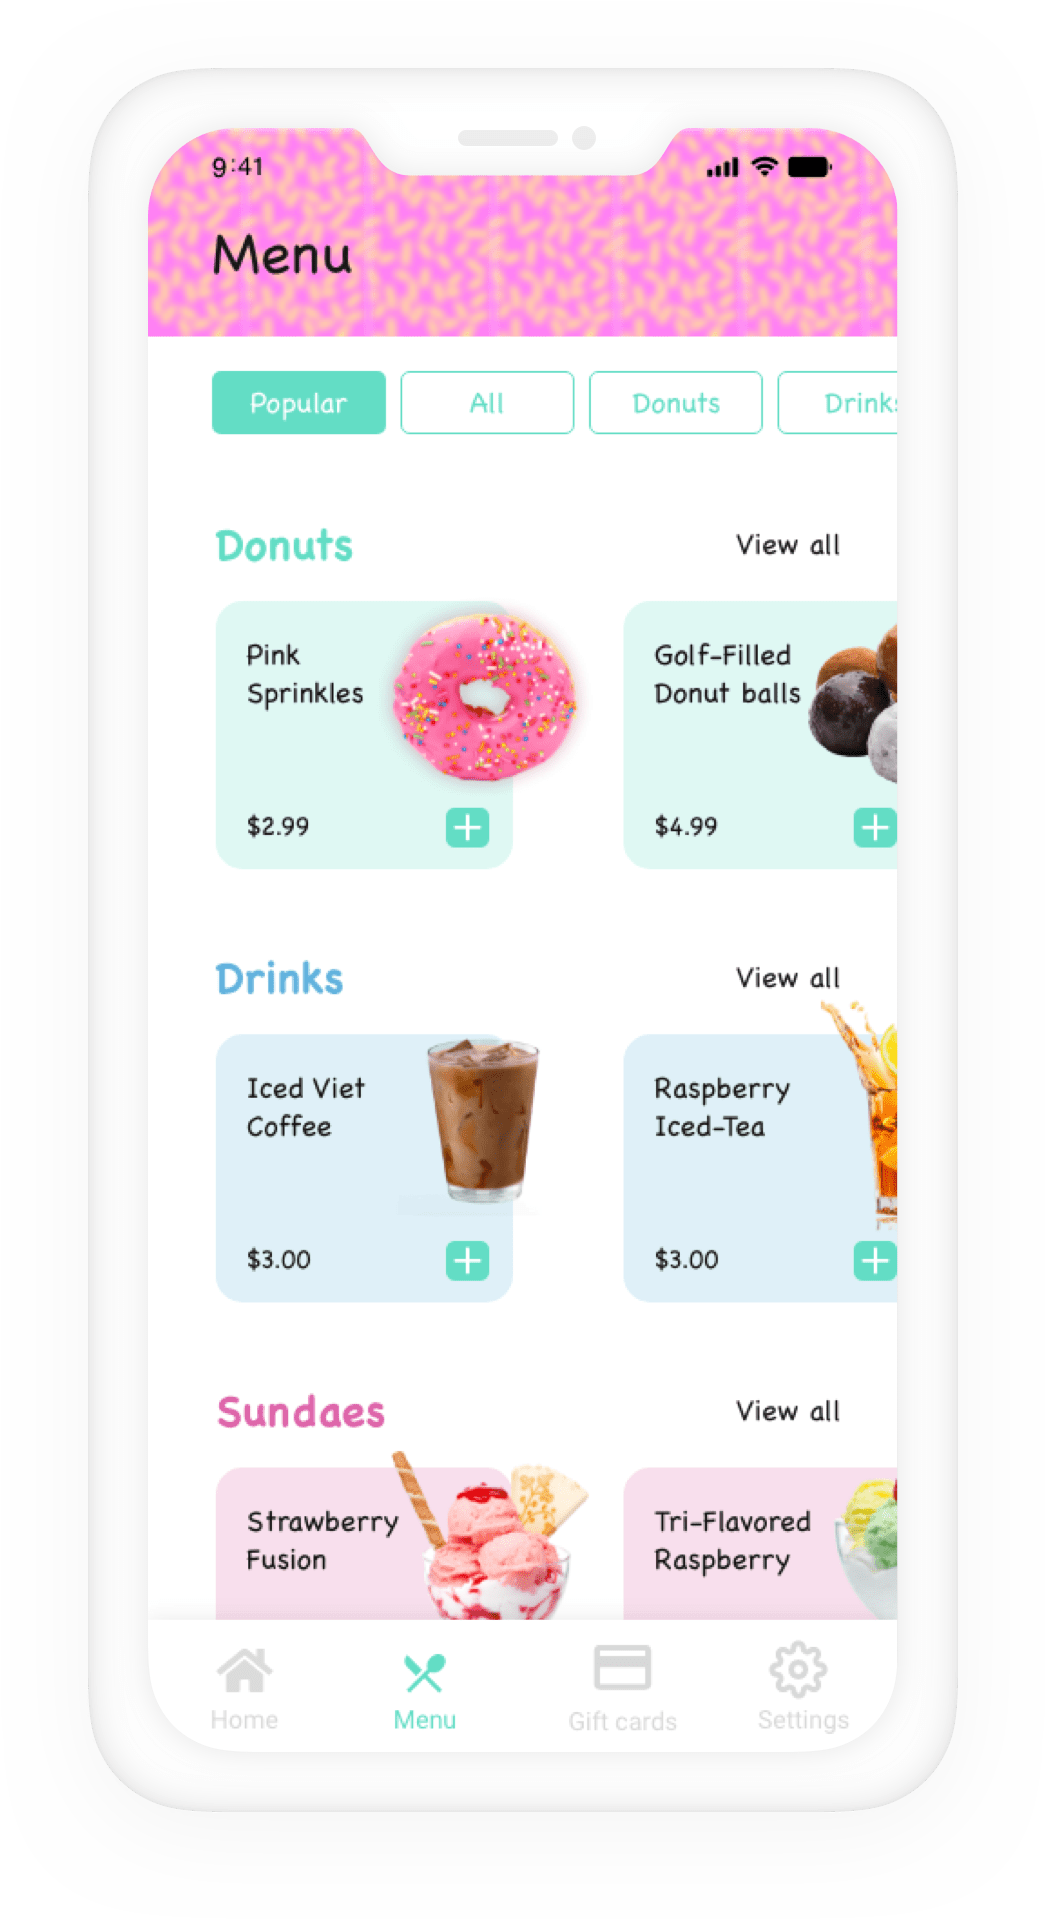 9:41
Menu
Popular
All
Donuts
Drinks
Donuts
View all
Pink
Sprinkles
$2.99
Golf-Filled
Donut balls
$4.99
Drinks
View all
Iced Viet
Coffee
$3.00
Raspberry
Iced-Tea
$3.00
Sundaes
View all
Strawberry
Fusion
Tri-Flavored
Raspberry
Home
Menu
Gift cards
Settings